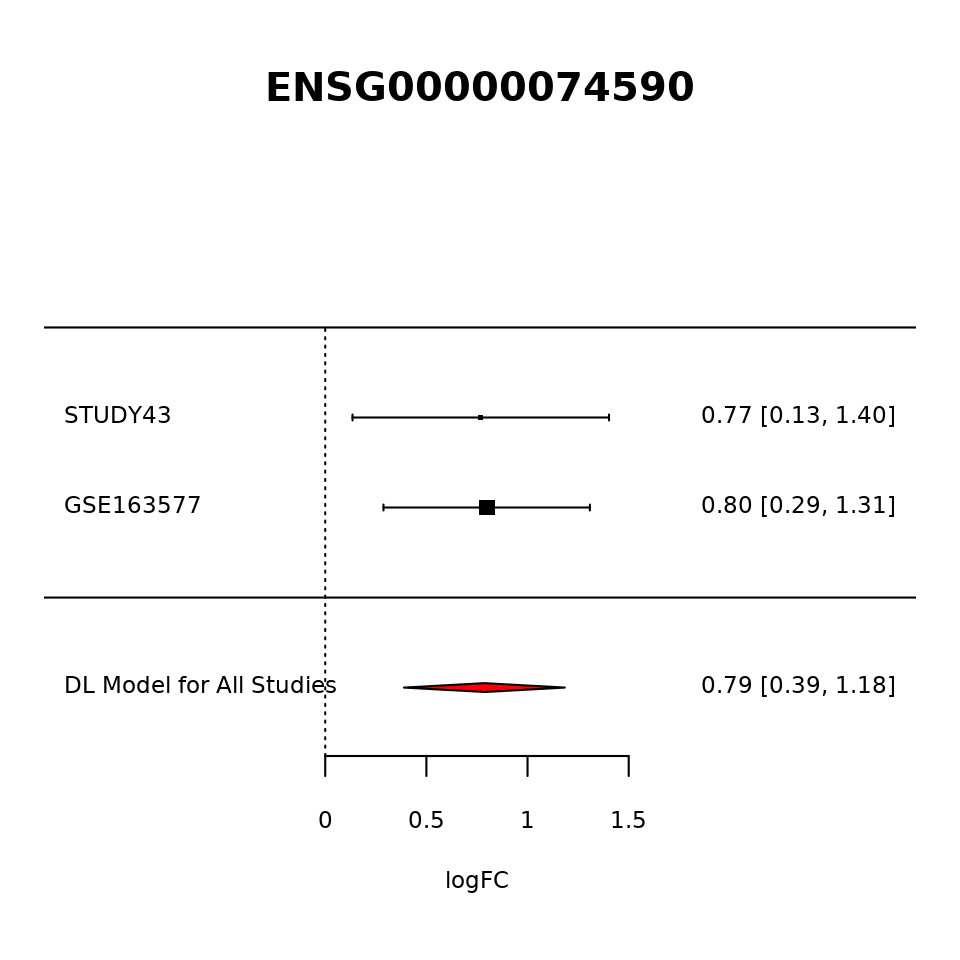 ENSG00000074590
STUDY43 0.77 [0.13, 1.40]
GSE163577 0.80 [0.29, 1.31]
DL Model for All Studies 0.79 [0.39, 1.18]
0 0.5 1 1.5
logFC